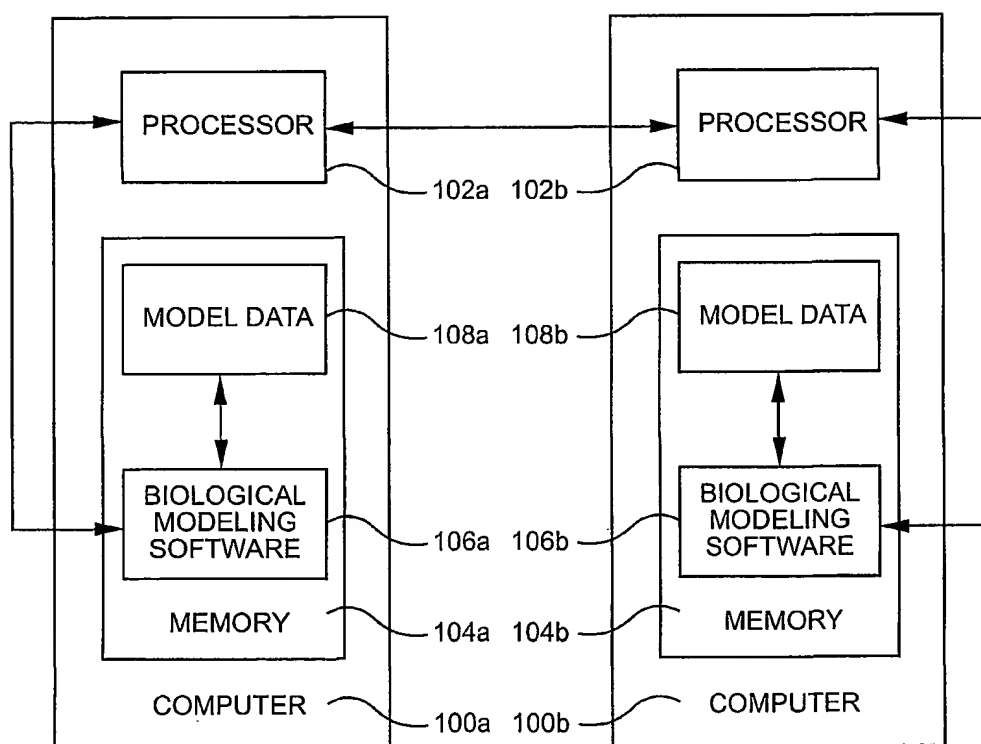 PROCESSOR
PROCESSOR
102a 102b
MODEL DATA
MODEL DATA
108a 108b
BIOLOGICAL
MODELING
SOFTWARE
BIOLOGICAL
MODELING
SOFTWARE
106a 106b
MEMORY
MEMORY
104a 104b
COMPUTER
COMPUTER
100a 100b